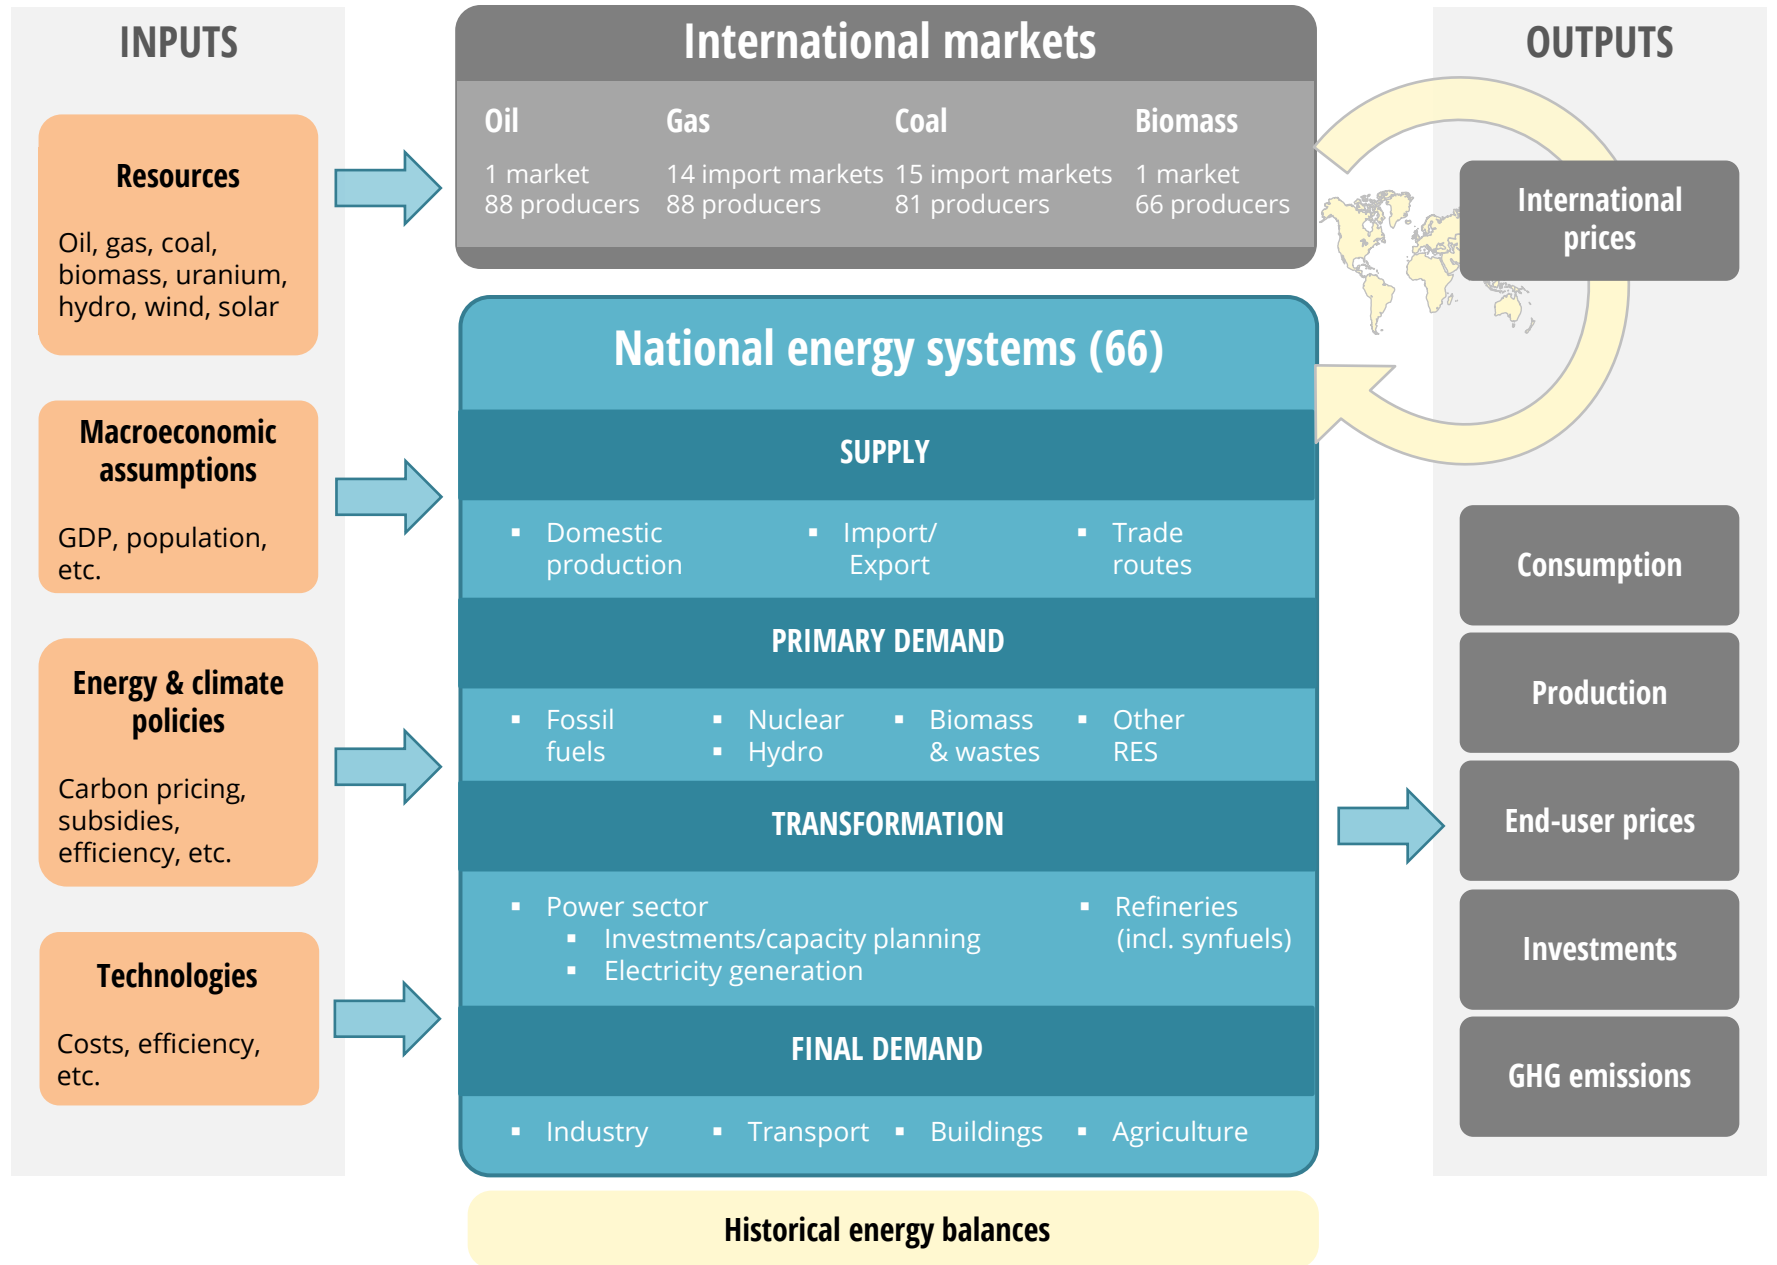 INPUTS
Resources
Oil, gas, coal,
biomass, uranium,
hydro, wind, solar
Macroeconomic
assumptions
GDP, population,
etc.
Energy & climate
policies
Carbon pricing,
subsidies,
efficiency, etc.
Technologies
Costs, efficiency,
etc.
International markets
Oil
1 market
88 producers
Gas
14 import markets
88 producers
Coal
15 import markets
81 producers
Biomass
1 market
66 producers
National energy systems (66)
SUPPLY
▪ Domestic
production
▪ Import/
Export
▪ Trade
routes
PRIMARY DEMAND
▪ Fossil
fuels
▪ Nuclear
▪ Hydro
▪ Biomass
& wastes
▪ Other
RES
TRANSFORMATION
▪ Power sector
▪ Investments/capacity planning
▪ Electricity generation
▪ Refineries
(incl. synfuels)
FINAL DEMAND
▪ Industry
▪ Transport
▪ Buildings
▪ Agriculture
Historical energy balances
OUTPUTS
International
prices
Consumption
Production
End-user prices
Investments
GHG emissions